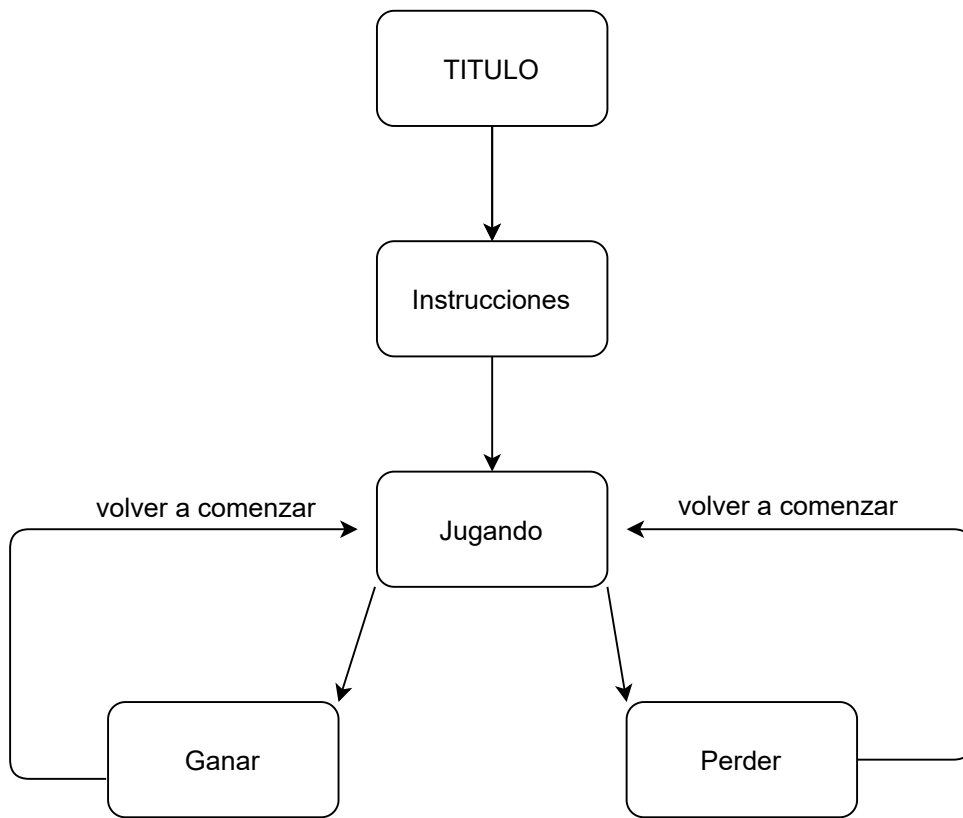 TITULO
Instrucciones
volver a comenzar
volver a comenzar
Jugando
Ganar
Perder